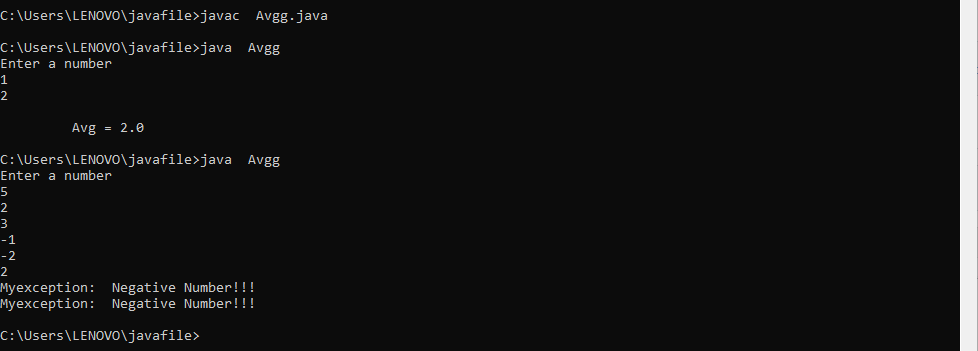 C:\Users\LENOVO\javafile>javac  Avgg.java
C:\Users\LENOVO\javafile>java  Avgg
Enter a number
1
2
Avg = 2.0
C:\Users\LENOVO\javafile>java  Avgg
Enter a number
5
2
3
-1
-2
2
Myexception:  Negative Number!!!
Myexception:  Negative Number!!!
C:\Users\LENOVO\javafile>